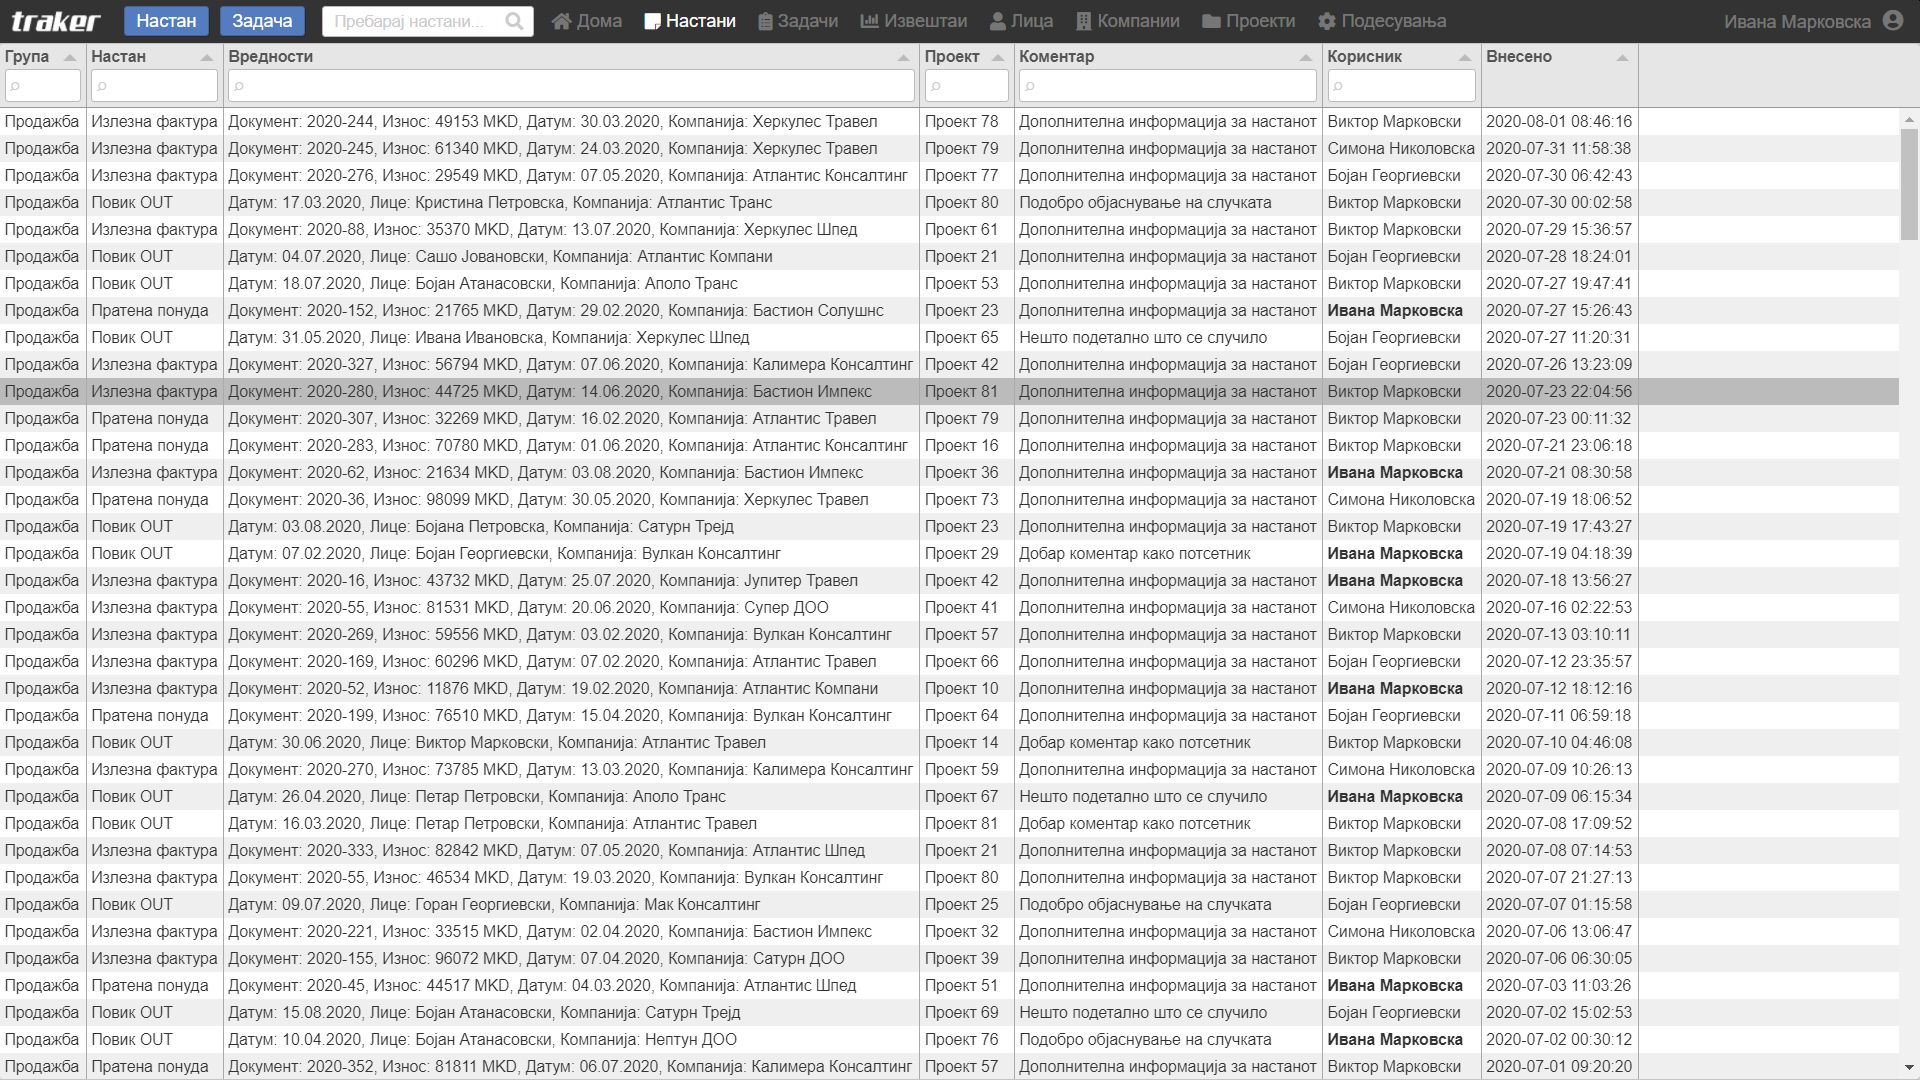 traker Настан Задача Пребарај настани... Дома Настани Задачи Извештаи Лица Компании Проекти Подесувања Ивана Марковска
Група Настан Вредности Проект Коментар Корисник Внесено
Продажба Излезна фактура Документ: 2020-244, Износ: 49153 MKD, Датум: 30.03.2020, Компанија: Херкулес Травел Проект 78 Дополнителна информација за настанот Виктор Марковски 2020-08-01 08:46:16
Продажба Излезна фактура Документ: 2020-245, Износ: 61340 MKD, Датум: 24.03.2020, Компанија: Херкулес Травел Проект 79 Дополнителна информација за настанот Симона Николовска 2020-07-31 11:58:38
Продажба Излезна фактура Документ: 2020-276, Износ: 29549 MKD, Датум: 07.05.2020, Компанија: Атлантис Консалтинг Проект 77 Дополнителна информација за настанот Бојан Георгиевски 2020-07-30 06:42:43
Продажба Повик OUT Датум: 17.03.2020, Лице: Кристина Петровска, Компанија: Атлантис Транс Проект 80 Подобро објаснување на случката Виктор Марковски 2020-07-30 00:02:58
Продажба Излезна фактура Документ: 2020-88, Износ: 35370 MKD, Датум: 13.07.2020, Компанија: Херкулес Шпед Проект 61 Дополнителна информација за настанот Виктор Марковски 2020-07-29 15:36:57
Продажба Повик OUT Датум: 04.07.2020, Лице: Сашо Јовановски, Компанија: Атлантис Компани Проект 21 Дополнителна информација за настанот Бојан Георгиевски 2020-07-28 18:24:01
Продажба Повик OUT Датум: 18.07.2020, Лице: Бојан Атанасовски, Компанија: Аполо Транс Проект 53 Дополнителна информација за настанот Виктор Марковски 2020-07-27 19:47:41
Продажба Пратена понуда Документ: 2020-152, Износ: 21765 MKD, Датум: 29.02.2020, Компанија: Бастион Солушнс Проект 23 Дополнителна информација за настанот Ивана Марковска 2020-07-27 15:26:43
Продажба Повик OUT Датум: 31.05.2020, Лице: Ивана Ивановска, Компанија: Херкулес Шпед Проект 65 Нешто подетално што се случило Бојан Георгиевски 2020-07-27 11:20:31
Продажба Излезна фактура Документ: 2020-327, Износ: 56794 MKD, Датум: 07.06.2020, Компанија: Калимера Консалтинг Проект 42 Дополнителна информација за настанот Бојан Георгиевски 2020-07-26 13:23:09
Продажба Излезна фактура Документ: 2020-280, Износ: 44725 MKD, Датум: 14.06.2020, Компанија: Бастион Импекс Проект 81 Дополнителна информација за настанот Виктор Марковски 2020-07-23 22:04:56
Продажба Пратена понуда Документ: 2020-307, Износ: 32269 MKD, Датум: 16.02.2020, Компанија: Атлантис Травел Проект 79 Дополнителна информација за настанот Виктор Марковски 2020-07-23 00:11:32
Продажба Пратена понуда Документ: 2020-283, Износ: 70780 MKD, Датум: 01.06.2020, Компанија: Атлантис Консалтинг Проект 16 Дополнителна информација за настанот Виктор Марковски 2020-07-21 23:06:18
Продажба Излезна фактура Документ: 2020-62, Износ: 21634 MKD, Датум: 03.08.2020, Компанија: Бастион Импекс Проект 36 Дополнителна информација за настанот Ивана Марковска 2020-07-21 08:30:58
Продажба Пратена понуда Документ: 2020-36, Износ: 98099 MKD, Датум: 30.05.2020, Компанија: Херкулес Травел Проект 73 Дополнителна информација за настанот Симона Николовска 2020-07-19 18:06:52
Продажба Повик OUT Датум: 03.08.2020, Лице: Бојана Петровска, Компанија: Сатурн Трејд Проект 23 Дополнителна информација за настанот Виктор Марковски 2020-07-19 17:43:27
Продажба Повик OUT Датум: 07.02.2020, Лице: Бојан Георгиевски, Компанија: Вулкан Консалтинг Проект 29 Добар коментар како потсетник Ивана Марковска 2020-07-19 04:18:39
Продажба Излезна фактура Документ: 2020-16, Износ: 43732 MKD, Датум: 25.07.2020, Компанија: Јупитер Травел Проект 42 Дополнителна информација за настанот Ивана Марковска 2020-07-18 13:56:27
Продажба Излезна фактура Документ: 2020-55, Износ: 81531 MKD, Датум: 20.06.2020, Компанија: Супер ДОО Проект 41 Дополнителна информација за настанот Симона Николовска 2020-07-16 02:22:53
Продажба Излезна фактура Документ: 2020-269, Износ: 59556 MKD, Датум: 03.02.2020, Компанија: Вулкан Консалтинг Проект 57 Дополнителна информација за настанот Виктор Марковски 2020-07-13 03:10:11
Продажба Излезна фактура Документ: 2020-169, Износ: 60296 MKD, Датум: 07.02.2020, Компанија: Атлантис Травел Проект 66 Дополнителна информација за настанот Бојан Георгиевски 2020-07-12 23:35:57
Продажба Излезна фактура Документ: 2020-52, Износ: 11876 MKD, Датум: 19.02.2020, Компанија: Атлантис Компани Проект 10 Дополнителна информација за настанот Ивана Марковска 2020-07-12 18:12:16
Продажба Пратена понуда Документ: 2020-199, Износ: 76510 MKD, Датум: 15.04.2020, Компанија: Вулкан Консалтинг Проект 64 Дополнителна информација за настанот Бојан Георгиевски 2020-07-11 06:59:18
Продажба Повик OUT Датум: 30.06.2020, Лице: Виктор Марковски, Компанија: Атлантис Травел Проект 14 Добар коментар како потсетник Виктор Марковски 2020-07-10 04:46:08
Продажба Излезна фактура Документ: 2020-270, Износ: 73785 MKD, Датум: 13.03.2020, Компанија: Калимера Консалтинг Проект 59 Дополнителна информација за настанот Симона Николовска 2020-07-09 10:26:13
Продажба Повик OUT Датум: 26.04.2020, Лице: Петар Петровски, Компанија: Аполо Транс Проект 67 Нешто подетално што се случило Ивана Марковска 2020-07-09 06:15:34
Продажба Повик OUT Датум: 16.03.2020, Лице: Петар Петровски, Компанија: Атлантис Травел Проект 81 Добар коментар како потсетник Виктор Марковски 2020-07-08 17:09:52
Продажба Излезна фактура Документ: 2020-333, Износ: 82842 MKD, Датум: 07.05.2020, Компанија: Атлантис Шпед Проект 21 Дополнителна информација за настанот Виктор Марковски 2020-07-08 07:14:53
Продажба Излезна фактура Документ: 2020-55, Износ: 46534 MKD, Датум: 19.03.2020, Компанија: Вулкан Консалтинг Проект 80 Дополнителна информација за настанот Виктор Марковски 2020-07-07 21:27:13
Продажба Повик OUT Датум: 09.07.2020, Лице: Горан Георгиевски, Компанија: Мак Консалтинг Проект 25 Подобро објаснување на случката Бојан Георгиевски 2020-07-07 01:15:58
Продажба Излезна фактура Документ: 2020-221, Износ: 33515 MKD, Датум: 02.04.2020, Компанија: Бастион Импекс Проект 32 Дополнителна информација за настанот Симона Николовска 2020-07-06 13:06:47
Продажба Излезна фактура Документ: 2020-155, Износ: 96072 MKD, Датум: 07.04.2020, Компанија: Сатурн ДОО Проект 39 Дополнителна информација за настанот Виктор Марковски 2020-07-06 06:30:05
Продажба Пратена понуда Документ: 2020-45, Износ: 44517 MKD, Датум: 04.03.2020, Компанија: Атлантис Шпед Проект 51 Дополнителна информација за настанот Ивана Марковска 2020-07-03 11:03:26
Продажба Повик OUT Датум: 15.08.2020, Лице: Бојан Атанасовски, Компанија: Сатурн Трејд Проект 69 Нешто подетално што се случило Бојан Георгиевски 2020-07-02 15:02:53
Продажба Повик OUT Датум: 10.04.2020, Лице: Бојан Атанасовски, Компанија: Нептун ДОО Проект 76 Подобро објаснување на случката Ивана Марковска 2020-07-02 00:30:12
Продажба Пратена понуда Документ: 2020-352, Износ: 81811 MKD, Датум: 06.07.2020, Компанија: Калимера Консалтинг Проект 57 Дополнителна информација за настанот Виктор Марковски 2020-07-01 09:20:20